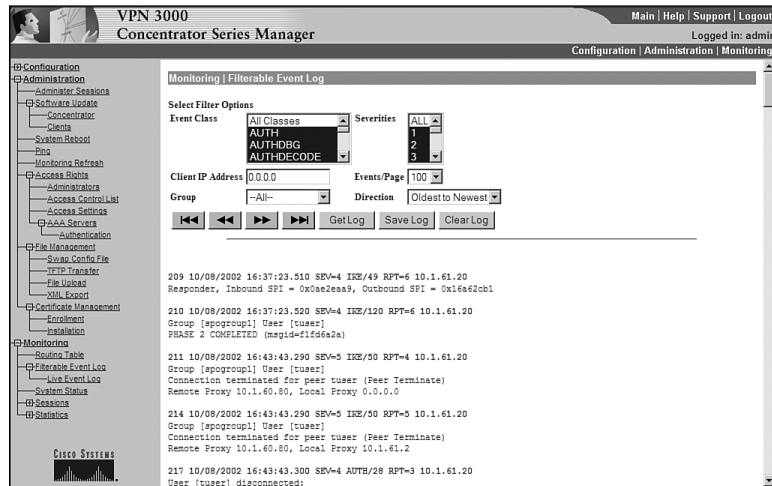 VPN 3000
Concentrator Series Manager
Main | Help | Support | Logout
Logged in: admin
Configuration | Administration | Monitoring
Configuration
Administration
Administer Sessions
Software Update
Concentrator
Clients
System Reboot
Ping
Monitoring Refresh
Access Rights
Administrators
Access Control List
Access Settings
AAA Servers
Authentication
File Management
Swap Config File
TFTP Transfer
File Upload
XML Export
Certificate Management
Enrollment
Installation
Monitoring
Routing Table
Filterable Event Log
Live Event Log
System Status
Sessions
Statistics
CISCO SYSTEMS
Monitoring | Filterable Event Log
Select Filter Options
Event Class
All Classes
AUTH
AUTHDBG
AUTHDECODE
Severities
ALL
1
2
3
Client IP Address 0.0.0.0 Events/Page 100
Group --All-- Direction Oldest to Newest
GetLog Save Log Clear Log
209 10/08/2002 16:37:23.510 SEV=4 IKE/49 RPT=6 10.1.61.20
Responder, Inbound SPI = 0x0ae2eaa9, Outbound SPI = 0x16a62cb1
210 10/08/2002 16:37:23.520 SEV=4 IKE/120 RPT=6 10.1.61.20
Group [spogroup1] User [tuser]
PHASE 2 COMPLETED (msgid=f1fd6a2a)
211 10/08/2002 16:43:43.290 SEV=5 IKE/50 RPT=4 10.1.61.20
Group [spogroup1] User [tuser]
Connection terminated for peer tuser (Peer Terminate)
Remote Proxy 10.1.60.80, Local Proxy 0.0.0.0
214 10/08/2002 16:43:43.290 SEV=5 IKE/50 RPT=5 10.1.61.20
Group [spogroup1] User [tuser]
Connection terminated for peer tuser (Peer Terminate)
Remote Proxy 10.1.60.80, Local Proxy 10.1.61.2
217 10/08/2002 16:43:43.300 SEV=4 AUTH/28 RPT=3 10.1.61.20
User [tuser] disconnected: